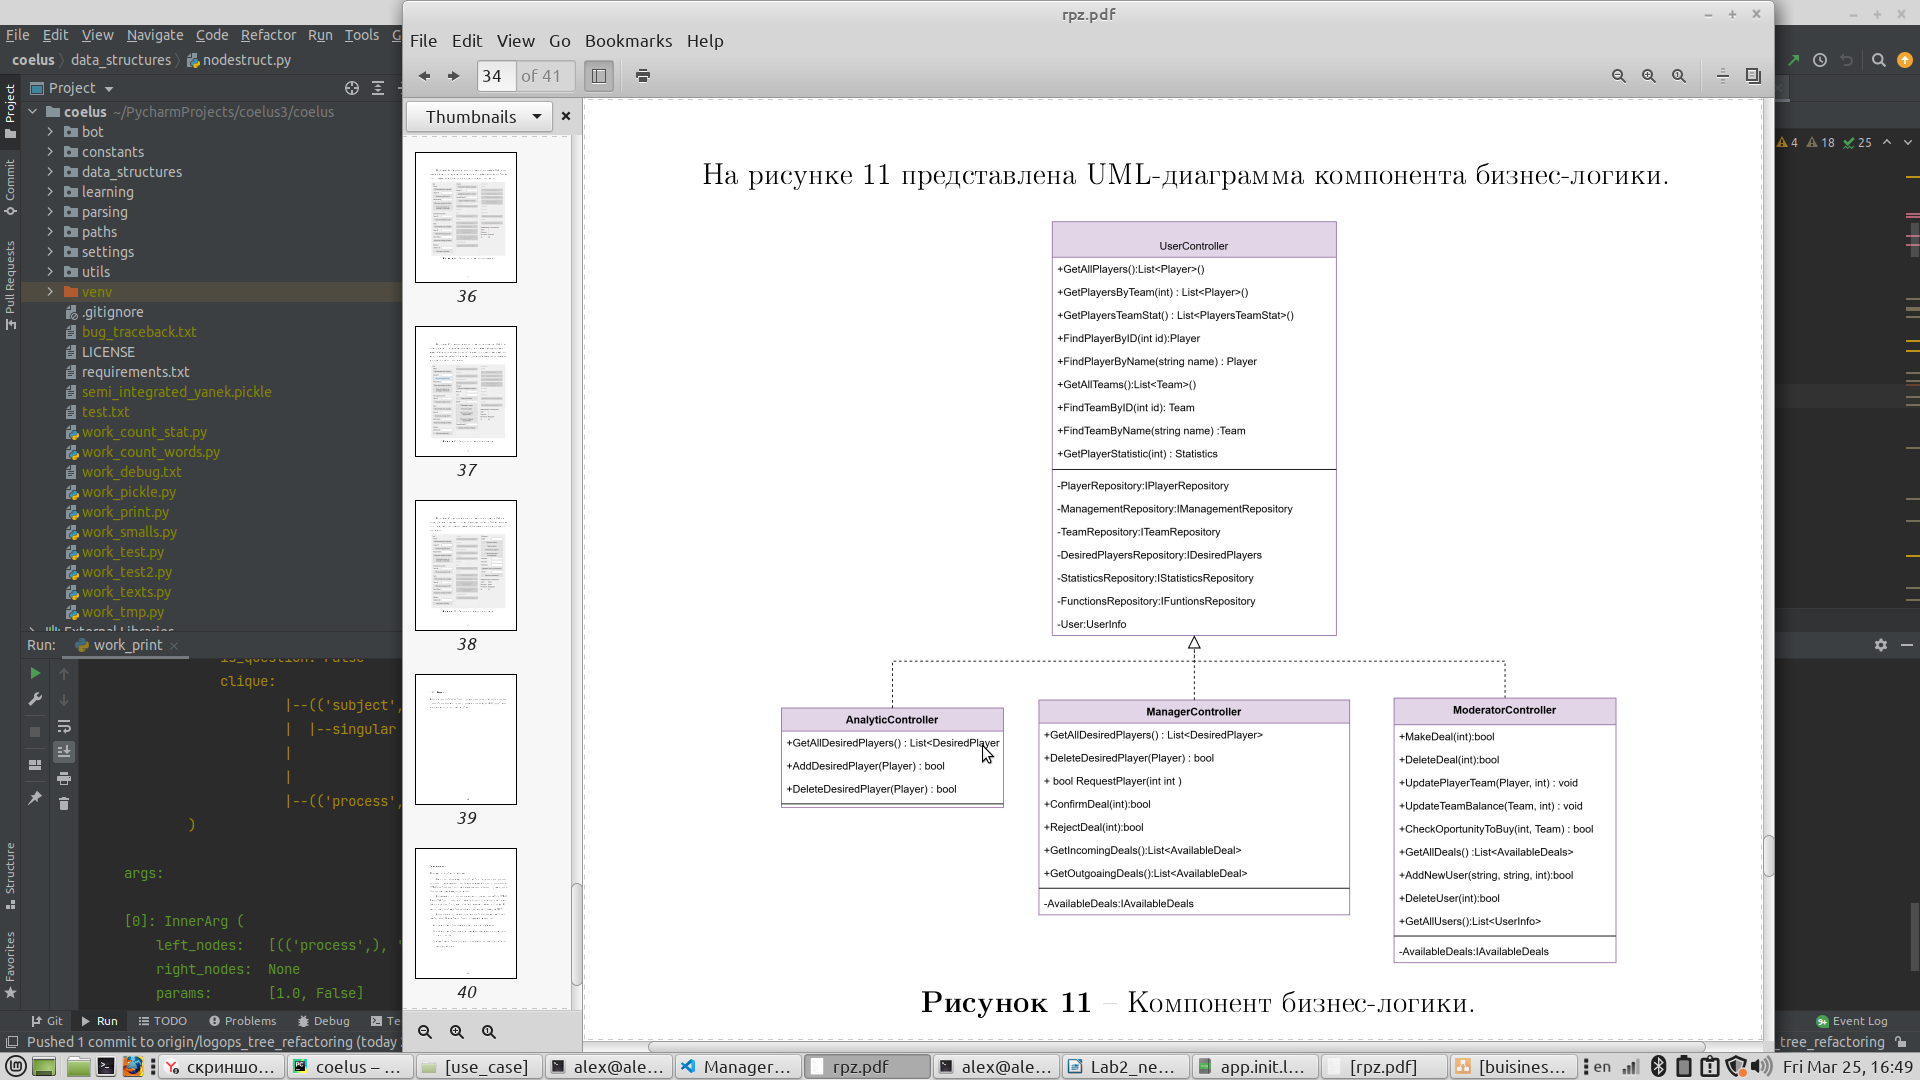 rpz.pdf
File Edit View Navigate Code Refactor Run Tools G
File Edit View Go Bookmarks Help
coelus data_structures nodestruct.py
34 of 41
Project
coelus ~/PycharmProjects/coelus3/coelus
bot
constants
data_structures
learning
parsing
paths
settings
utils
venv
.gitignore
bug_traceback.txt
LICENSE
requirements.txt
semi_integrated_yanek.pickle
test.txt
work_count_stat.py
work_count_words.py
work_debug.txt
work_pickle.py
work_print.py
work_smalls.py
work_test.py
work_test2.py
work_texts.py
work_tmp.py
External Libraries
Project
Commit
Pull Requests
Structure
Favorites
Run: work_print
is_question: False
clique:
|--(('subject',
| |--singular
|
|
|--(('process',
)
args:
[0]: InnerArg (
left_nodes: [(('process',), '
right_nodes: None
params: [1.0, False]
Thumbnails
36
37
38
39
40
4 18 25
На рисунке 11 представлена UML-диаграмма компонента бизнес-логики.
UserController
+GetAllPlayers():List<Player>()
+GetPlayersByTeam(int) : List<Player>()
+GetPlayersTeamStat() : List<PlayersTeamStat>()
+FindPlayerByID(int id):Player
+FindPlayerByName(string name) : Player
+GetAllTeams():List<Team>()
+FindTeamByID(int id): Team
+FindTeamByName(string name) :Team
+GetPlayerStatistic(int) : Statistics
-PlayerRepository:IPlayerRepository
-ManagementRepository:IManagementRepository
-TeamRepository:ITeamRepository
-DesiredPlayersRepository:IDesiredPlayers
-StatisticsRepository:IStatisticsRepository
-FunctionsRepository:IFuntionsRepository
-User:UserInfo
AnalyticController
+GetAllDesiredPlayers() : List<DesiredPlayer
+AddDesiredPlayer(Player) : bool
+DeleteDesiredPlayer(Player) : bool
ManagerController
+GetAllDesiredPlayers() : List<DesiredPlayer>
+DeleteDesiredPlayer(Player) : bool
+ bool RequestPlayer(int int )
+ConfirmDeal(int):bool
+RejectDeal(int):bool
+GetIncomingDeals():List<AvailableDeal>
+GetOutgoaingDeals():List<AvailableDeal>
-AvailableDeals:IAvailableDeals
ModeratorController
+MakeDeal(int):bool
+DeleteDeal(int):bool
+UpdatePlayerTeam(Player, int) : void
+UpdateTeamBalance(Team, int) : void
+CheckOportunityToBuy(int, Team) : bool
+GetAllDeals() :List<AvailableDeals>
+AddNewUser(string, string, int):bool
+DeleteUser(int):bool
+GetAllUsers():List<UserInfo>
-AvailableDeals:IAvailableDeals
Рисунок 11 – Компонент бизнес-логики.
Git Run TODO Problems Debug Te
Event Log
Pushed 1 commit to origin/logops_tree_refactoring (today
_tree_refactoring
скриншо... coelus – ... [use_case] alex@ale... Manager... rpz.pdf alex@ale... Lab2_ne... app.init.l... [rpz.pdf] [buisines... en Fri Mar 25, 16:49